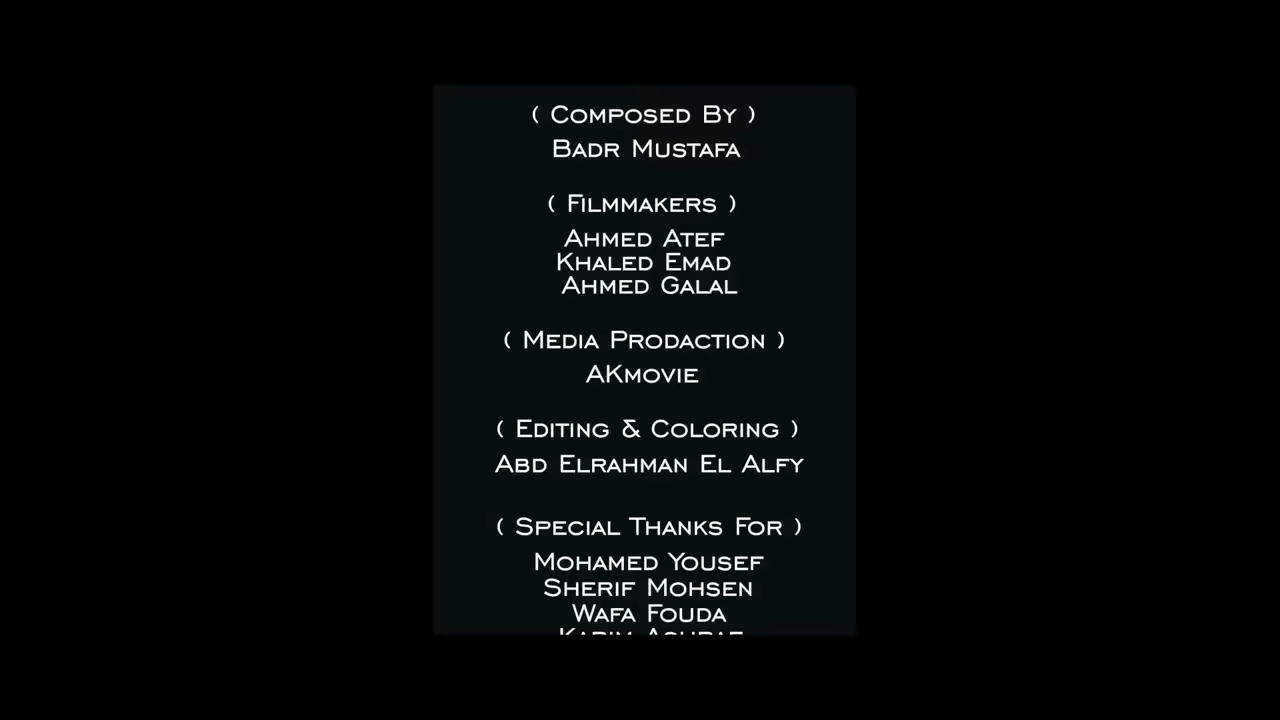 ( Composed By )
Badr Mustafa
( Filmmakers )
Ahmed Atef
Khaled Emad
Ahmed Galal
( Media Prodaction )
AKmovie
( Editing & Coloring )
Abd Elrahman El Alfy
( Special Thanks For )
Mohamed Yousef
Sherif Mohsen
Wafa Fouda